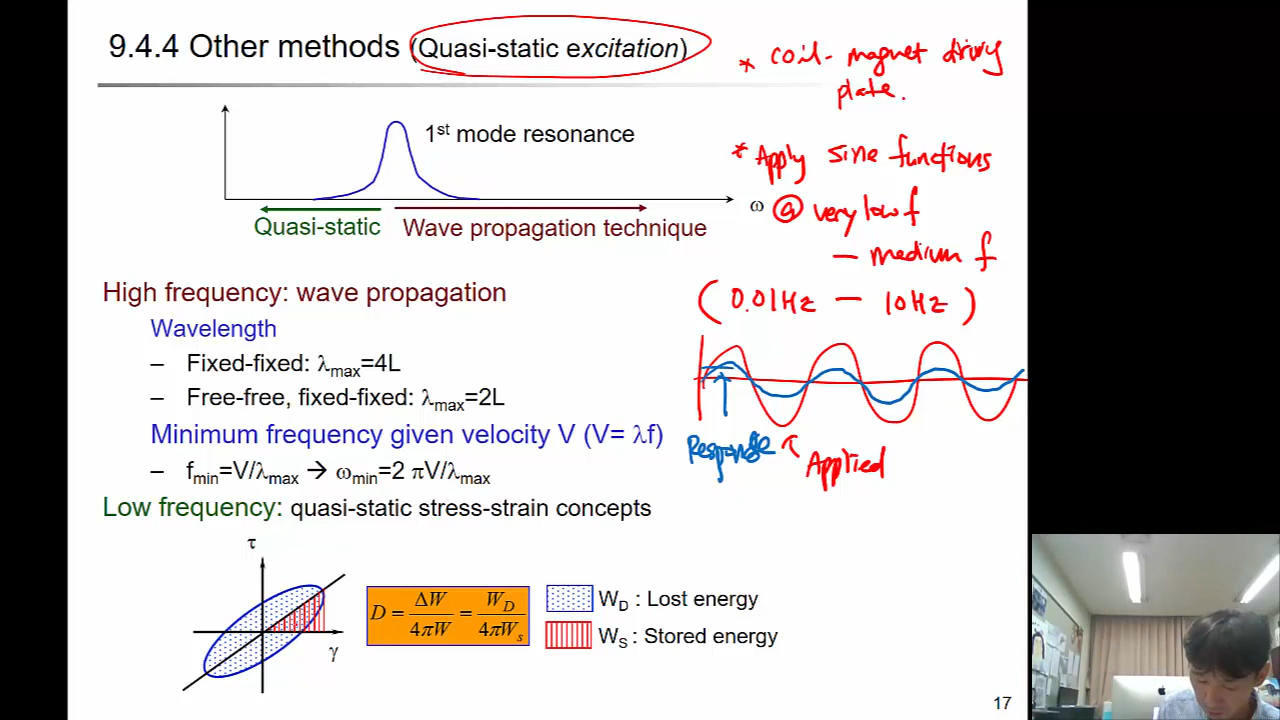 9.4.4 Other methods (Quasi-static excitation)
* coil-magnet driving
plate.
1st mode resonance
* Apply sine functions
ω
@ very low f
Quasi-static
Wave propagation technique
— medium f
High frequency: wave propagation
(0.01Hz — 10Hz)
Wavelength
– Fixed-fixed: λmax=4L
– Free-free, fixed-fixed: λmax=2L
Minimum frequency given velocity V (V= λf)
Response
Applied
– fmin=V/λmax → ωmin=2 πV/λmax
Low frequency: quasi-static stress-strain concepts
τ
γ
D = ΔW/4πW = WD/4πWs
WD : Lost energy
WS : Stored energy
17